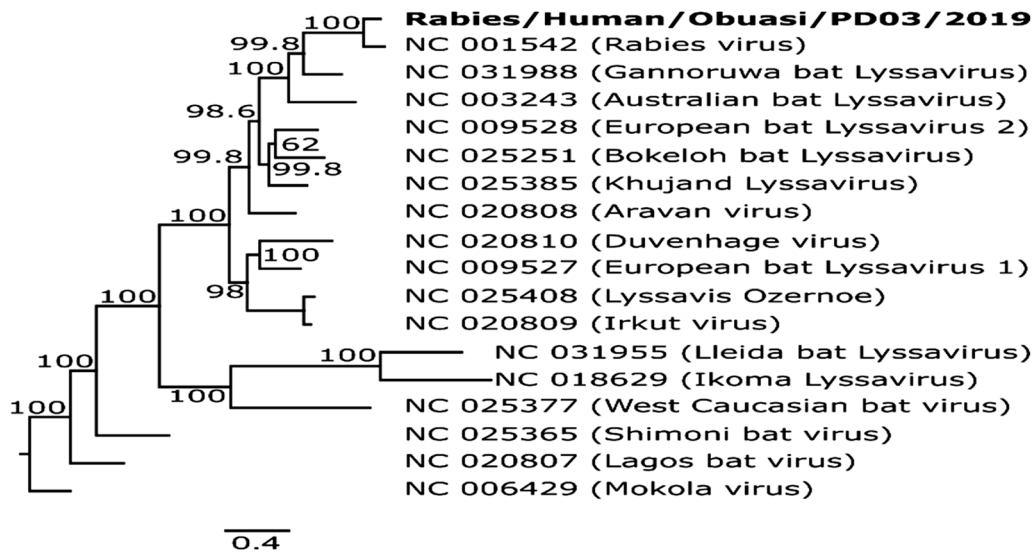 100
Rabies/Human/Obuasi/PD03/2019
99.8
NC 001542 (Rabies virus)
100
NC 031988 (Gannoruwa bat Lyssavirus)
NC 003243 (Australian bat Lyssavirus)
98.6
NC 009528 (European bat Lyssavirus 2)
62
99.8
NC 025251 (Bokeloh bat Lyssavirus)
99.8
NC 025385 (Khujand Lyssavirus)
100
NC 020808 (Aravan virus)
NC 020810 (Duvenhage virus)
100
NC 009527 (European bat Lyssavirus 1)
98
100
NC 025408 (Lyssavis Ozernoe)
NC 020809 (Irkut virus)
100
NC 031955 (Lleida bat Lyssavirus)
100
NC 018629 (Ikoma Lyssavirus)
100
NC 025377 (West Caucasian bat virus)
100
NC 025365 (Shimoni bat virus)
NC 020807 (Lagos bat virus)
NC 006429 (Mokola virus)
0.4